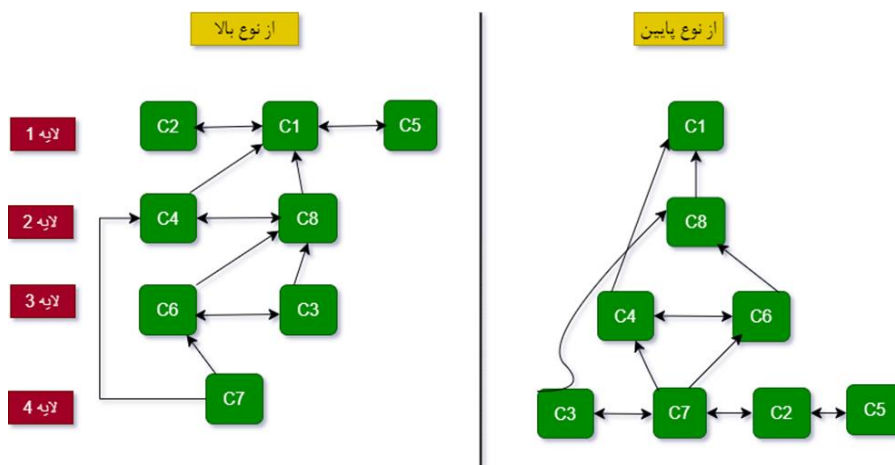 از نوع بالا
از نوع پایین
لایه 1
C2
C1
C5
لایه 2
C4
C8
لایه 3
C6
C3
لایه 4
C7
C1
C8
C4
C6
C3
C7
C2
C5